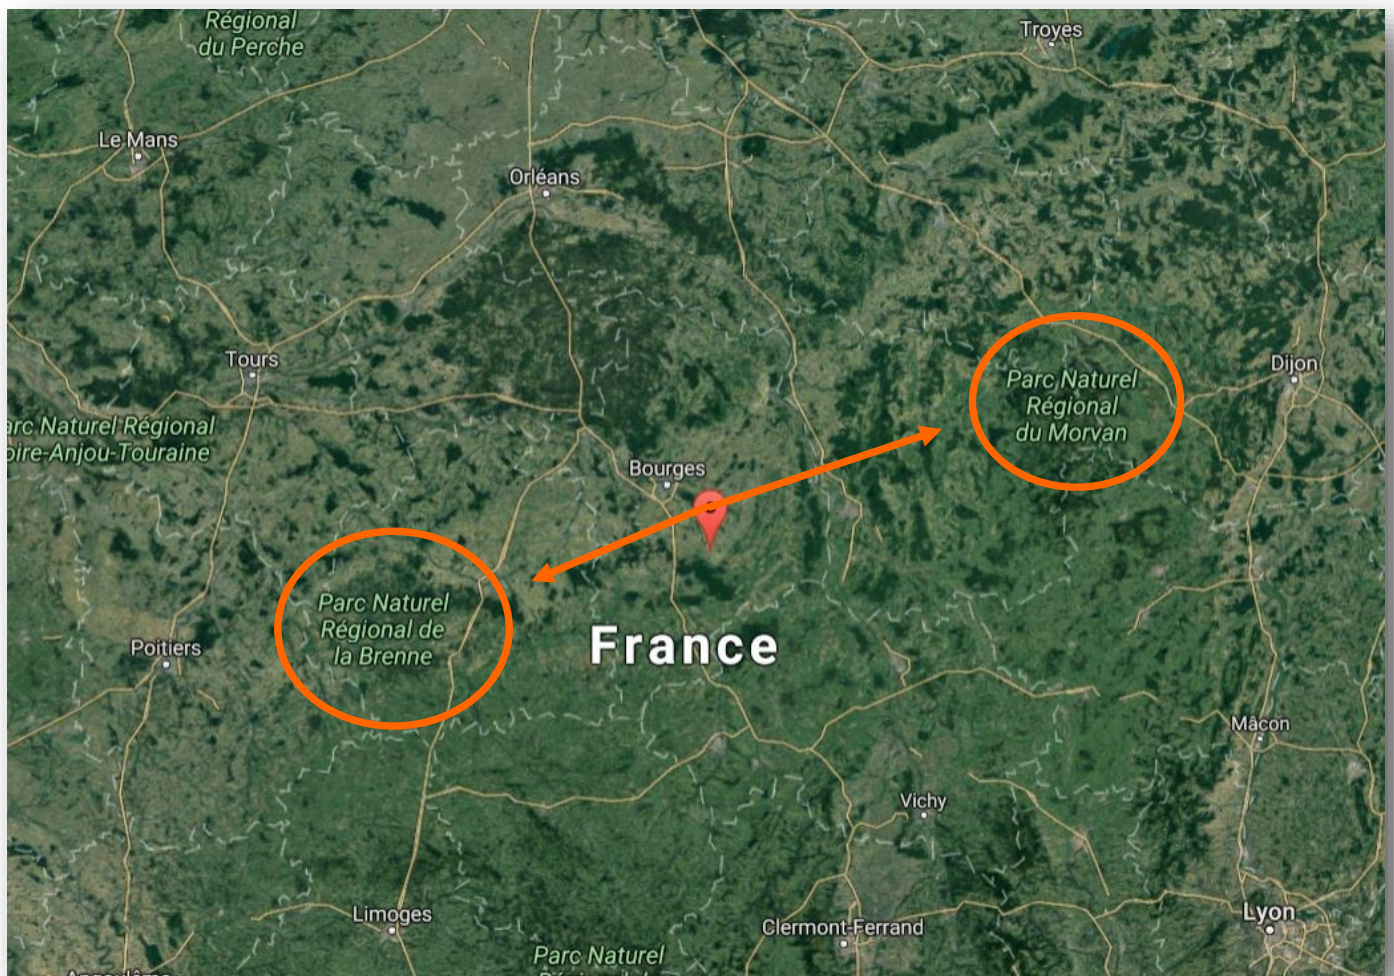 Régional
du Perche
Troyes
Le Mans
Orléans
Tours
Dijon
Parc Naturel
Régional
du Morvan
arc Naturel Régional
oire-Anjou-Touraine
Bourges
Parc Naturel
Régional de
la Brenne
France
Poitiers
Mâcon
Vichy
Limoges
Clermont-Ferrand
Lyon
Parc Naturel